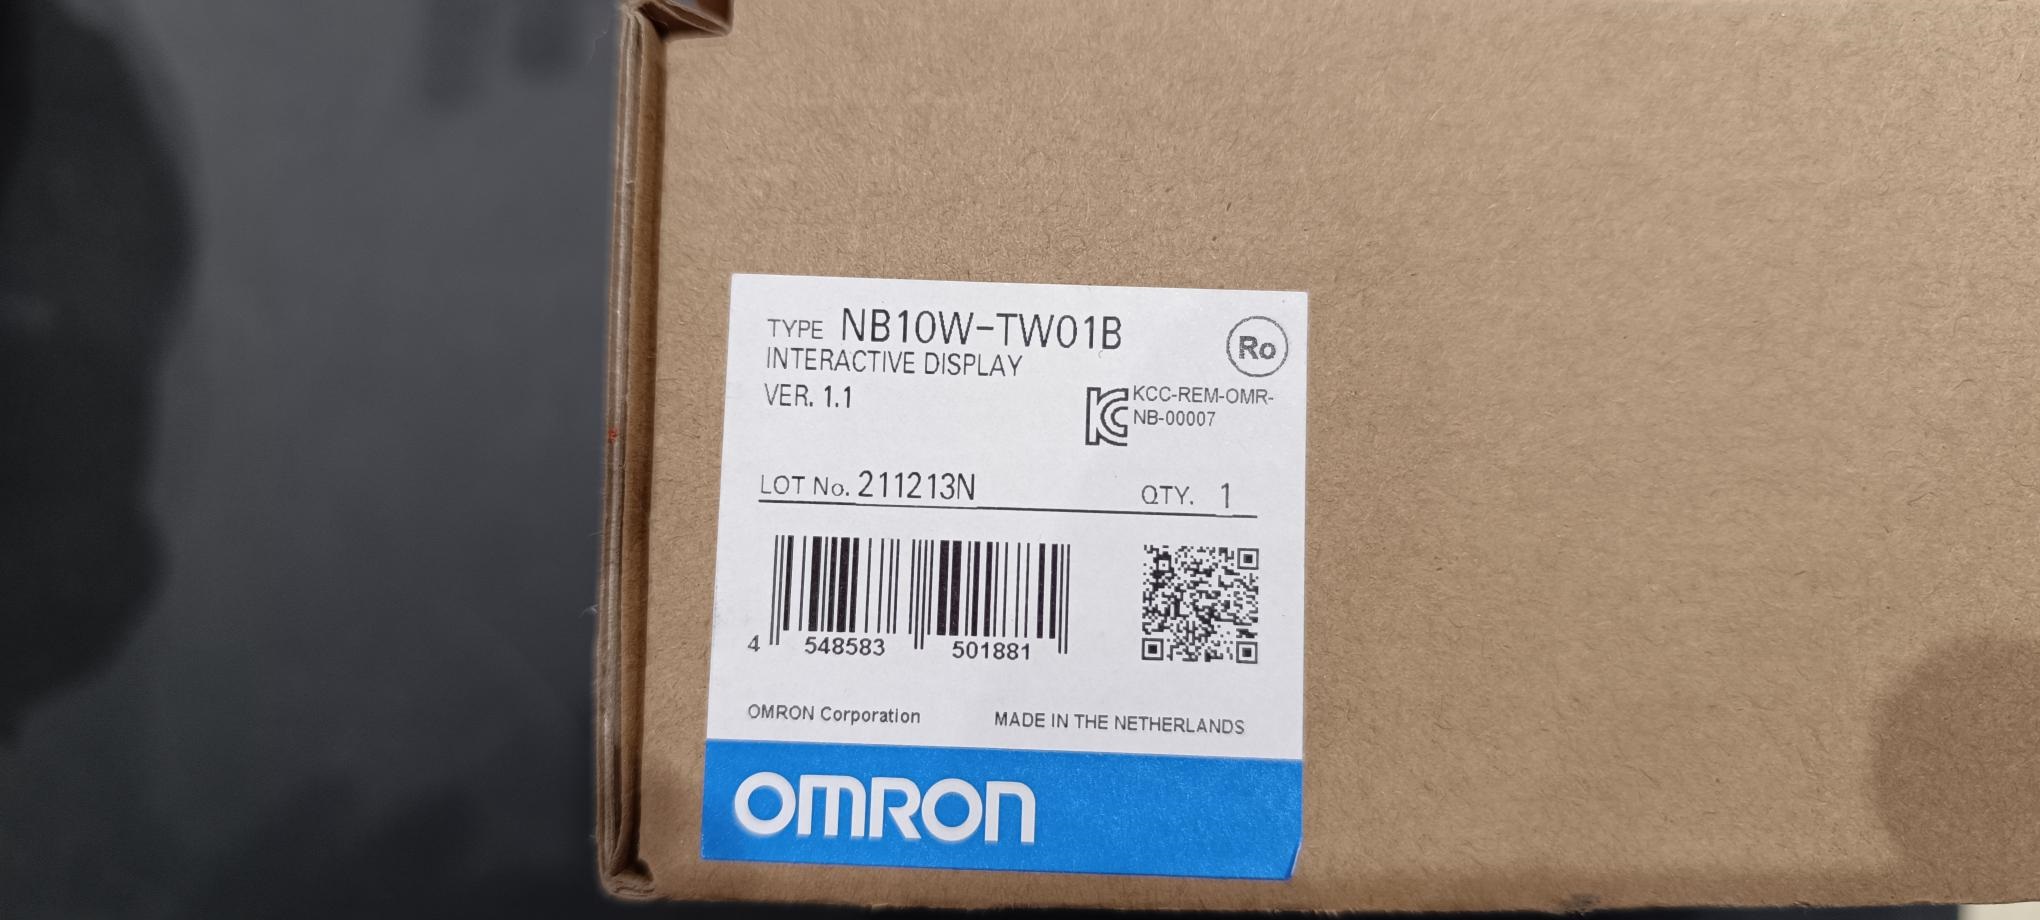 TYPE NB10W-TW01B
Ro
INTERACTIVE DISPLAY
VER. 1.1
KC KCC-REM-OMR-
NB-00007
LOT No. 211213N QTY. 1
4 548583 501881
OMRON Corporation MADE IN THE NETHERLANDS
OMRON